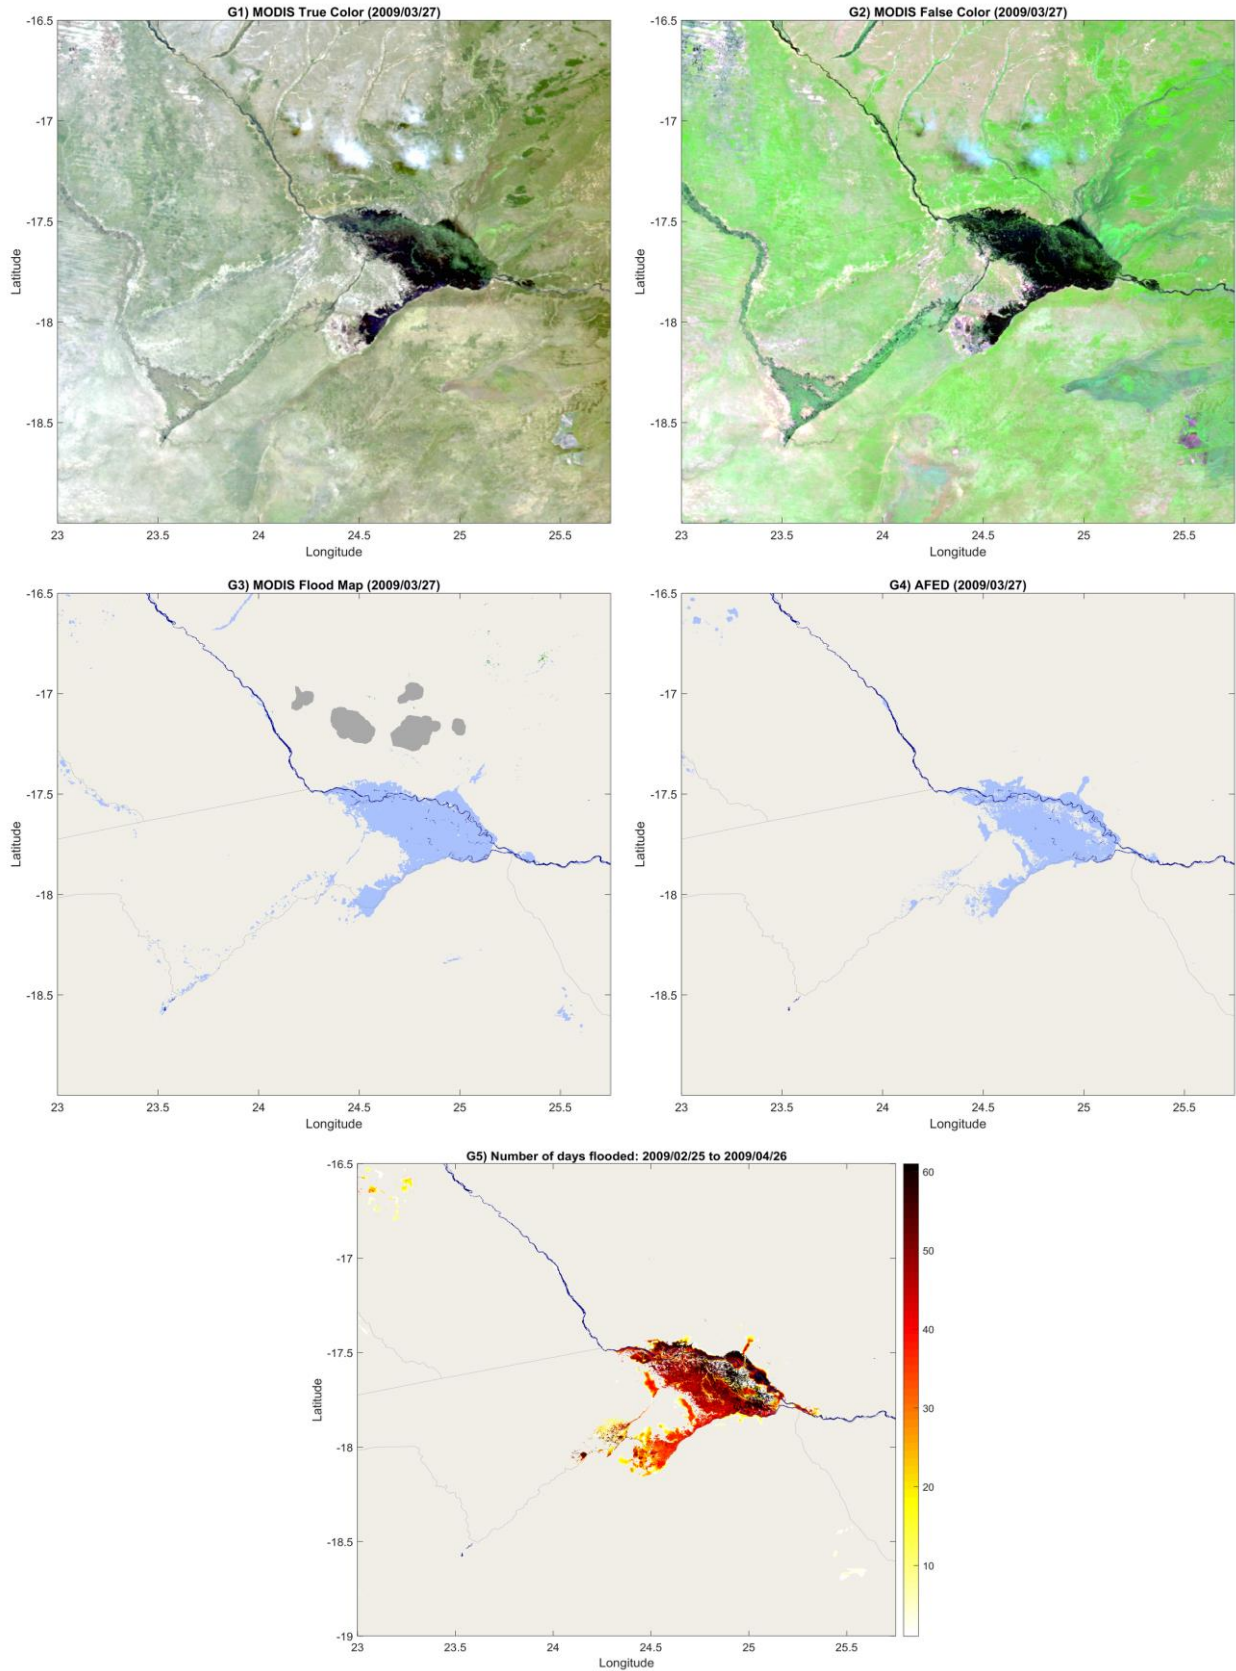 G1) MODIS True Color (2009/03/27)
-16.5
-17
-17.5
-18
-18.5
23 23.5 24 24.5 25 25.5
Latitude
Longitude
G2) MODIS False Color (2009/03/27)
-16.5
-17
-17.5
-18
-18.5
23 23.5 24 24.5 25 25.5
Latitude
Longitude
G3) MODIS Flood Map (2009/03/27)
-16.5
-17
-17.5
-18
-18.5
23 23.5 24 24.5 25 25.5
Latitude
Longitude
G4) AFED (2009/03/27)
-16.5
-17
-17.5
-18
-18.5
23 23.5 24 24.5 25 25.5
Latitude
Longitude
G5) Number of days flooded: 2009/02/25 to 2009/04/26
-16.5
-17
-17.5
-18
-18.5
-19
23 23.5 24 24.5 25 25.5
Latitude
Longitude
60
50
40
30
20
10